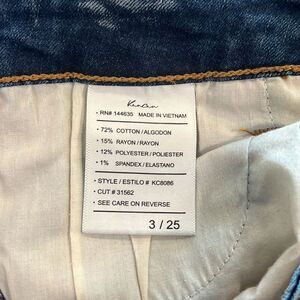 KanCan
• RN# 144635 MADE IN VIETNAM
• 72% COTTON / ALGODON
• 15% RAYON / RAYON
• 12% POLYESTER / POLIESTER
• 1% SPANDEX / ELASTANO
• STYLE / ESTILO # KC8086
• CUT # 31562
• SEE CARE ON REVERSE
3 / 25